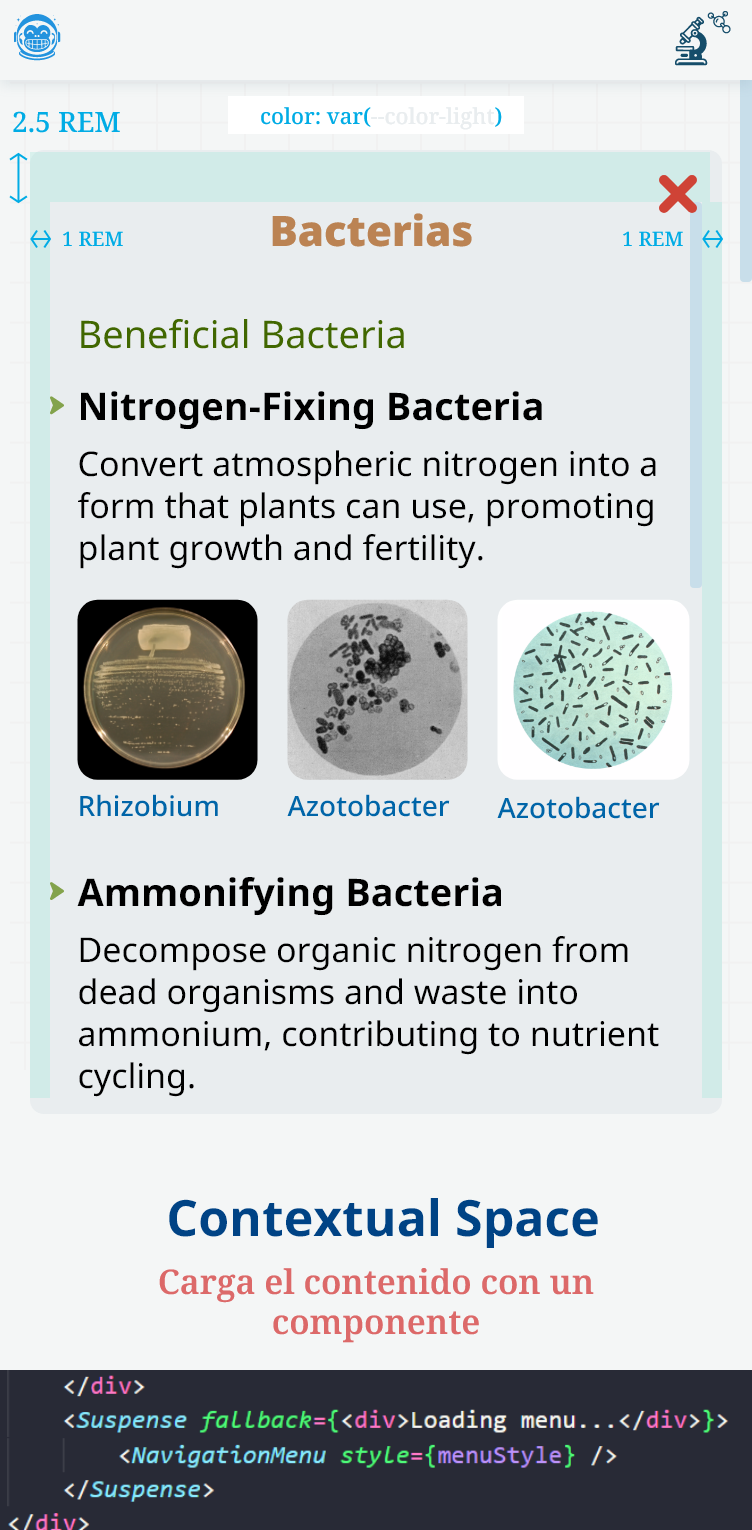 2.5 REM
color: var(--color-light)
Bacterias
1 REM
1 REM
Beneficial Bacteria
Nitrogen-Fixing Bacteria
Convert atmospheric nitrogen into a
form that plants can use, promoting
plant growth and fertility.
Rhizobium
Azotobacter
Azotobacter
Ammonifying Bacteria
Decompose organic nitrogen from
dead organisms and waste into
ammonium, contributing to nutrient
cycling.
Contextual Space
Carga el contenido con un
componente
</div>
<Suspense fallback={<div>Loading menu...</div>}>
<NavigationMenu style={menuStyle} />
</Suspense>
</div>